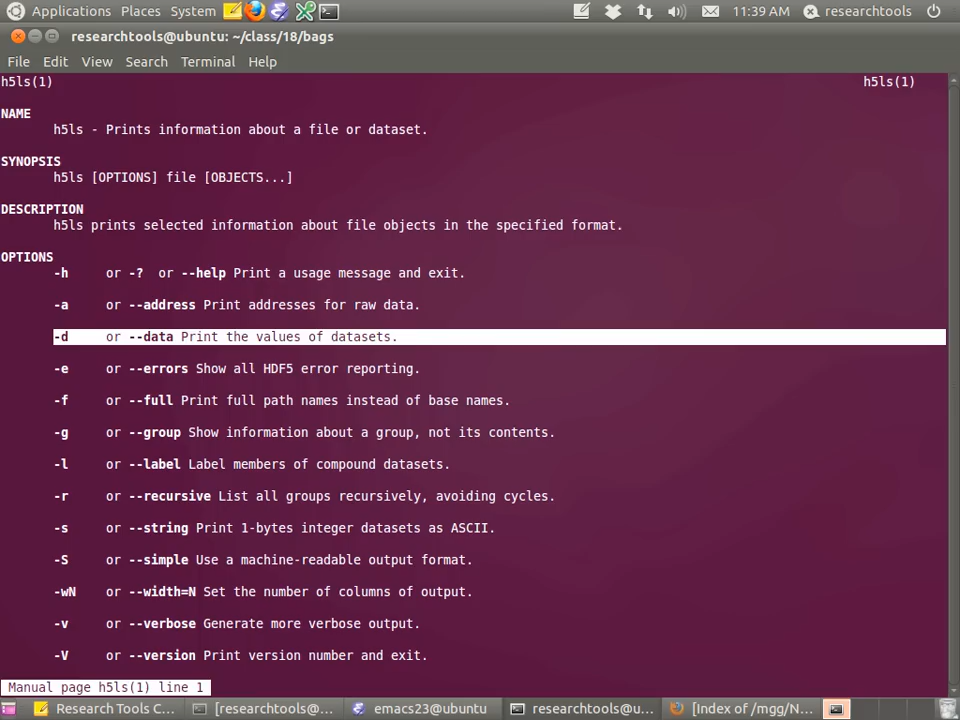 Applications Places System 11:39 AM researchtools
researchtools@ubuntu: ~/class/18/bags
File Edit View Search Terminal Help
h5ls(1) h5ls(1)
NAME
h5ls - Prints information about a file or dataset.
SYNOPSIS
h5ls [OPTIONS] file [OBJECTS...]
DESCRIPTION
h5ls prints selected information about file objects in the specified format.
OPTIONS
-h or -? or --help Print a usage message and exit.
-a or --address Print addresses for raw data.
-d or --data Print the values of datasets.
-e or --errors Show all HDF5 error reporting.
-f or --full Print full path names instead of base names.
-g or --group Show information about a group, not its contents.
-l or --label Label members of compound datasets.
-r or --recursive List all groups recursively, avoiding cycles.
-s or --string Print 1-bytes integer datasets as ASCII.
-S or --simple Use a machine-readable output format.
-wN or --width=N Set the number of columns of output.
-v or --verbose Generate more verbose output.
-V or --version Print version number and exit.
Manual page h5ls(1) line 1
Research Tools C... [researchtools@... emacs23@ubuntu researchtools@u... [Index of /mgg/N...